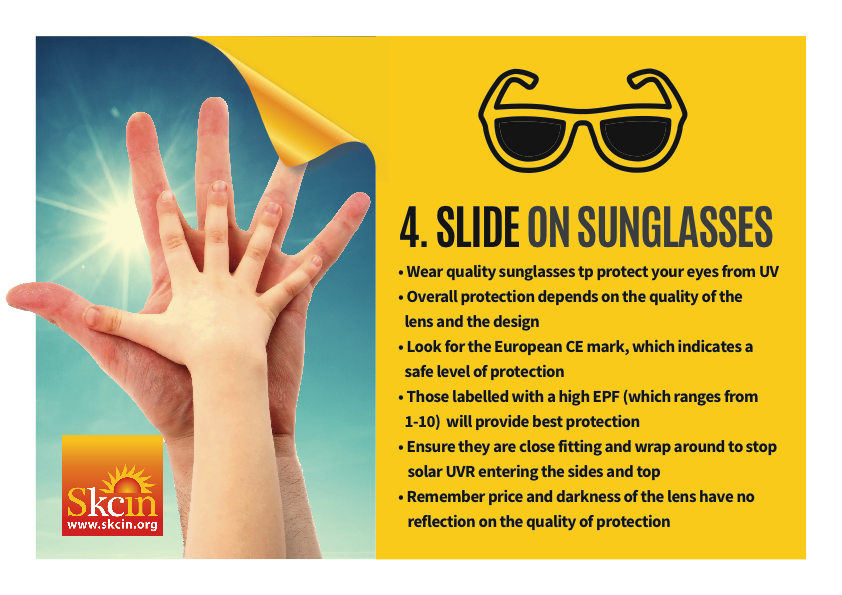 4. SLIDE ON SUNGLASSES
• Wear quality sunglasses tp protect your eyes from UV
• Overall protection depends on the quality of the
lens and the design
• Look for the European CE mark, which indicates a
safe level of protection
• Those labelled with a high EPF (which ranges from
1-10) will provide best protection
• Ensure they are close fitting and wrap around to stop
solar UVR entering the sides and top
• Remember price and darkness of the lens have no
reflection on the quality of protection
Skcin
www.skcin.org